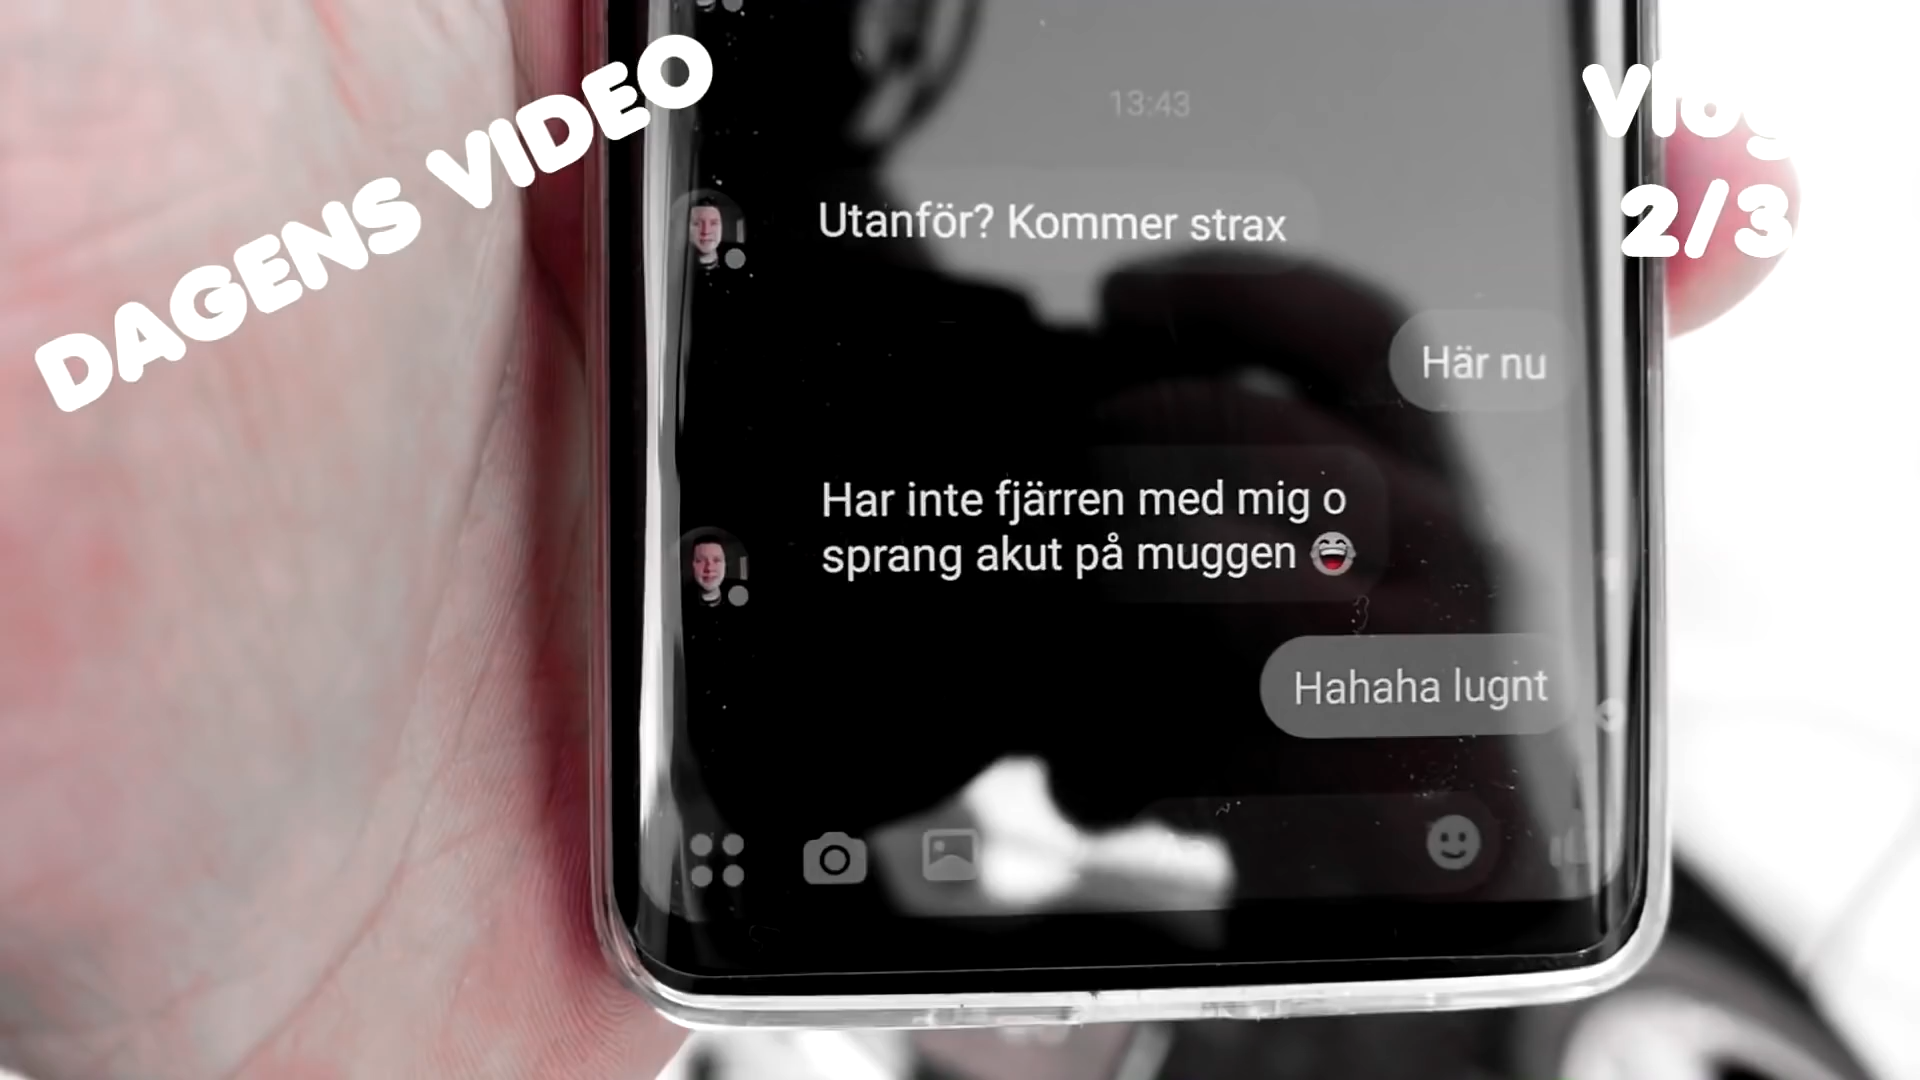 DAGENS VIDEO
Vlog
2/3
13:43
Utanför? Kommer strax
Här nu
Har inte fjärren med mig o
sprang akut på muggen 😂
Hahaha lugnt